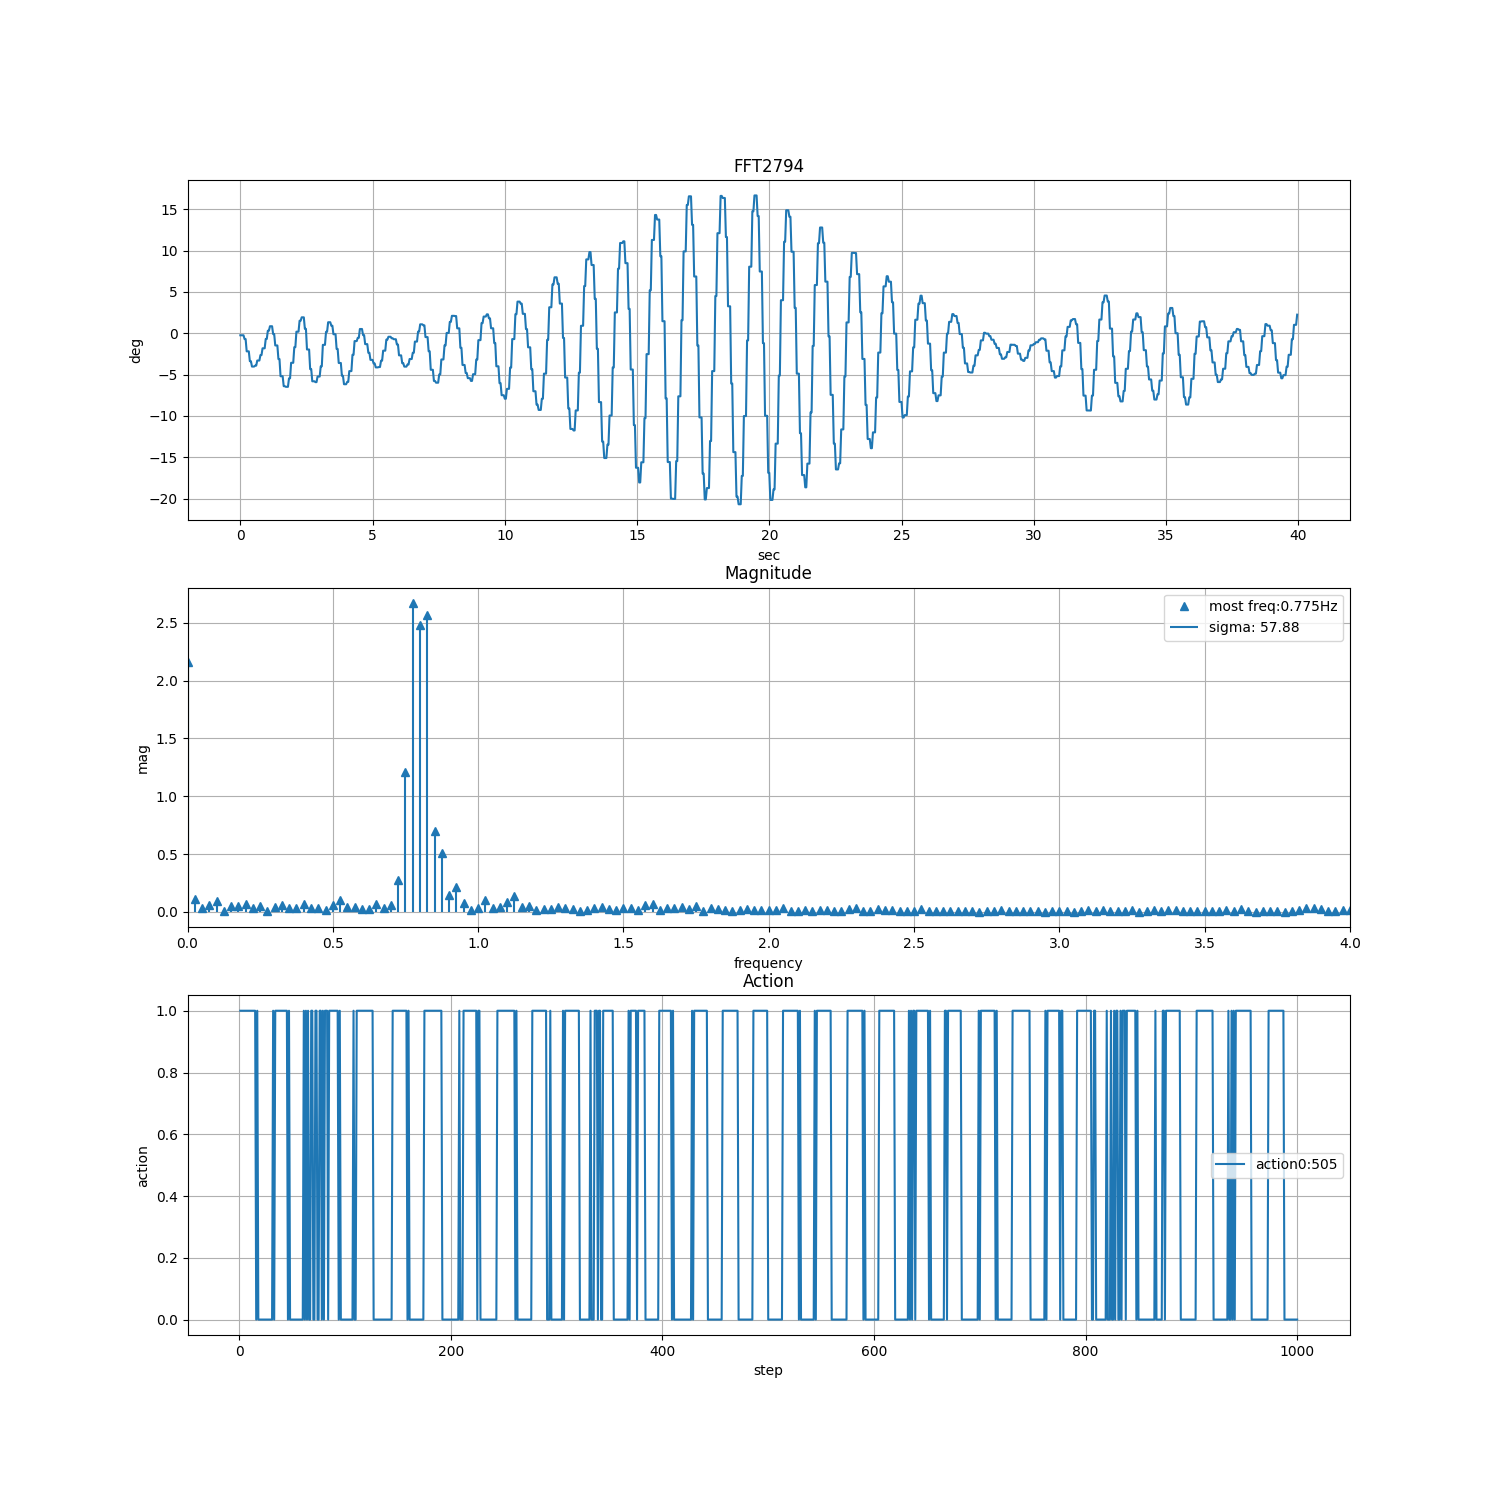 FFT2794
15
10
5
0
−5
−10
−15
−20
deg
0 5 10 15 20 25 30 35 40
sec
Magnitude
most freq:0.775Hz
sigma: 57.88
2.5
2.0
1.5
1.0
0.5
0.0
mag
0.0 0.5 1.0 1.5 2.0 2.5 3.0 3.5 4.0
frequency
Action
1.0
0.8
0.6
0.4
0.2
0.0
action
action0:505
0 200 400 600 800 1000
step